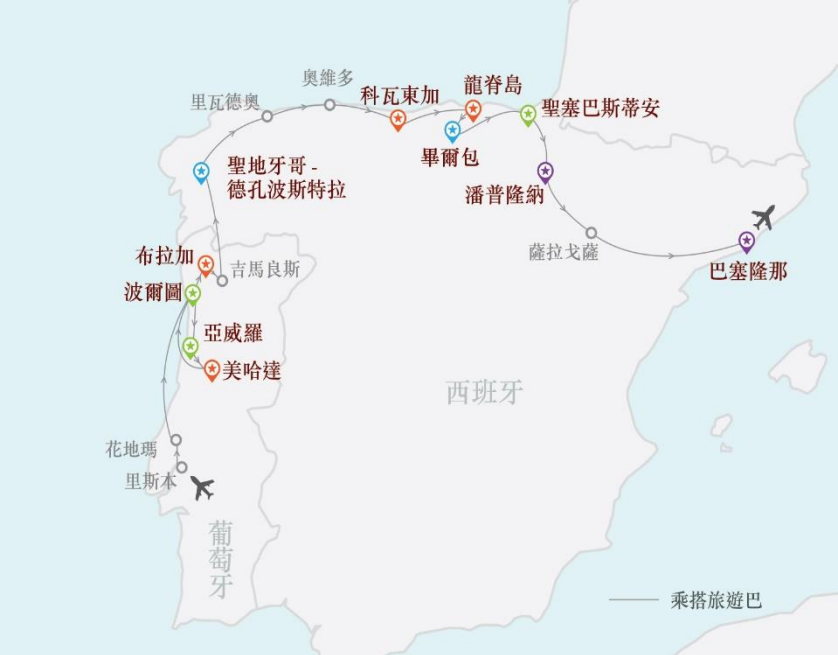 奧維多
里瓦德奧
科瓦東加
龍脊島
聖塞巴斯蒂安
畢爾包
聖地牙哥 -
德孔波斯特拉
潘普隆納
布拉加
吉馬良斯
薩拉戈薩
巴塞隆那
波爾圖
亞威羅
美哈達
西班牙
花地瑪
里斯本
葡萄牙
乘搭旅遊巴